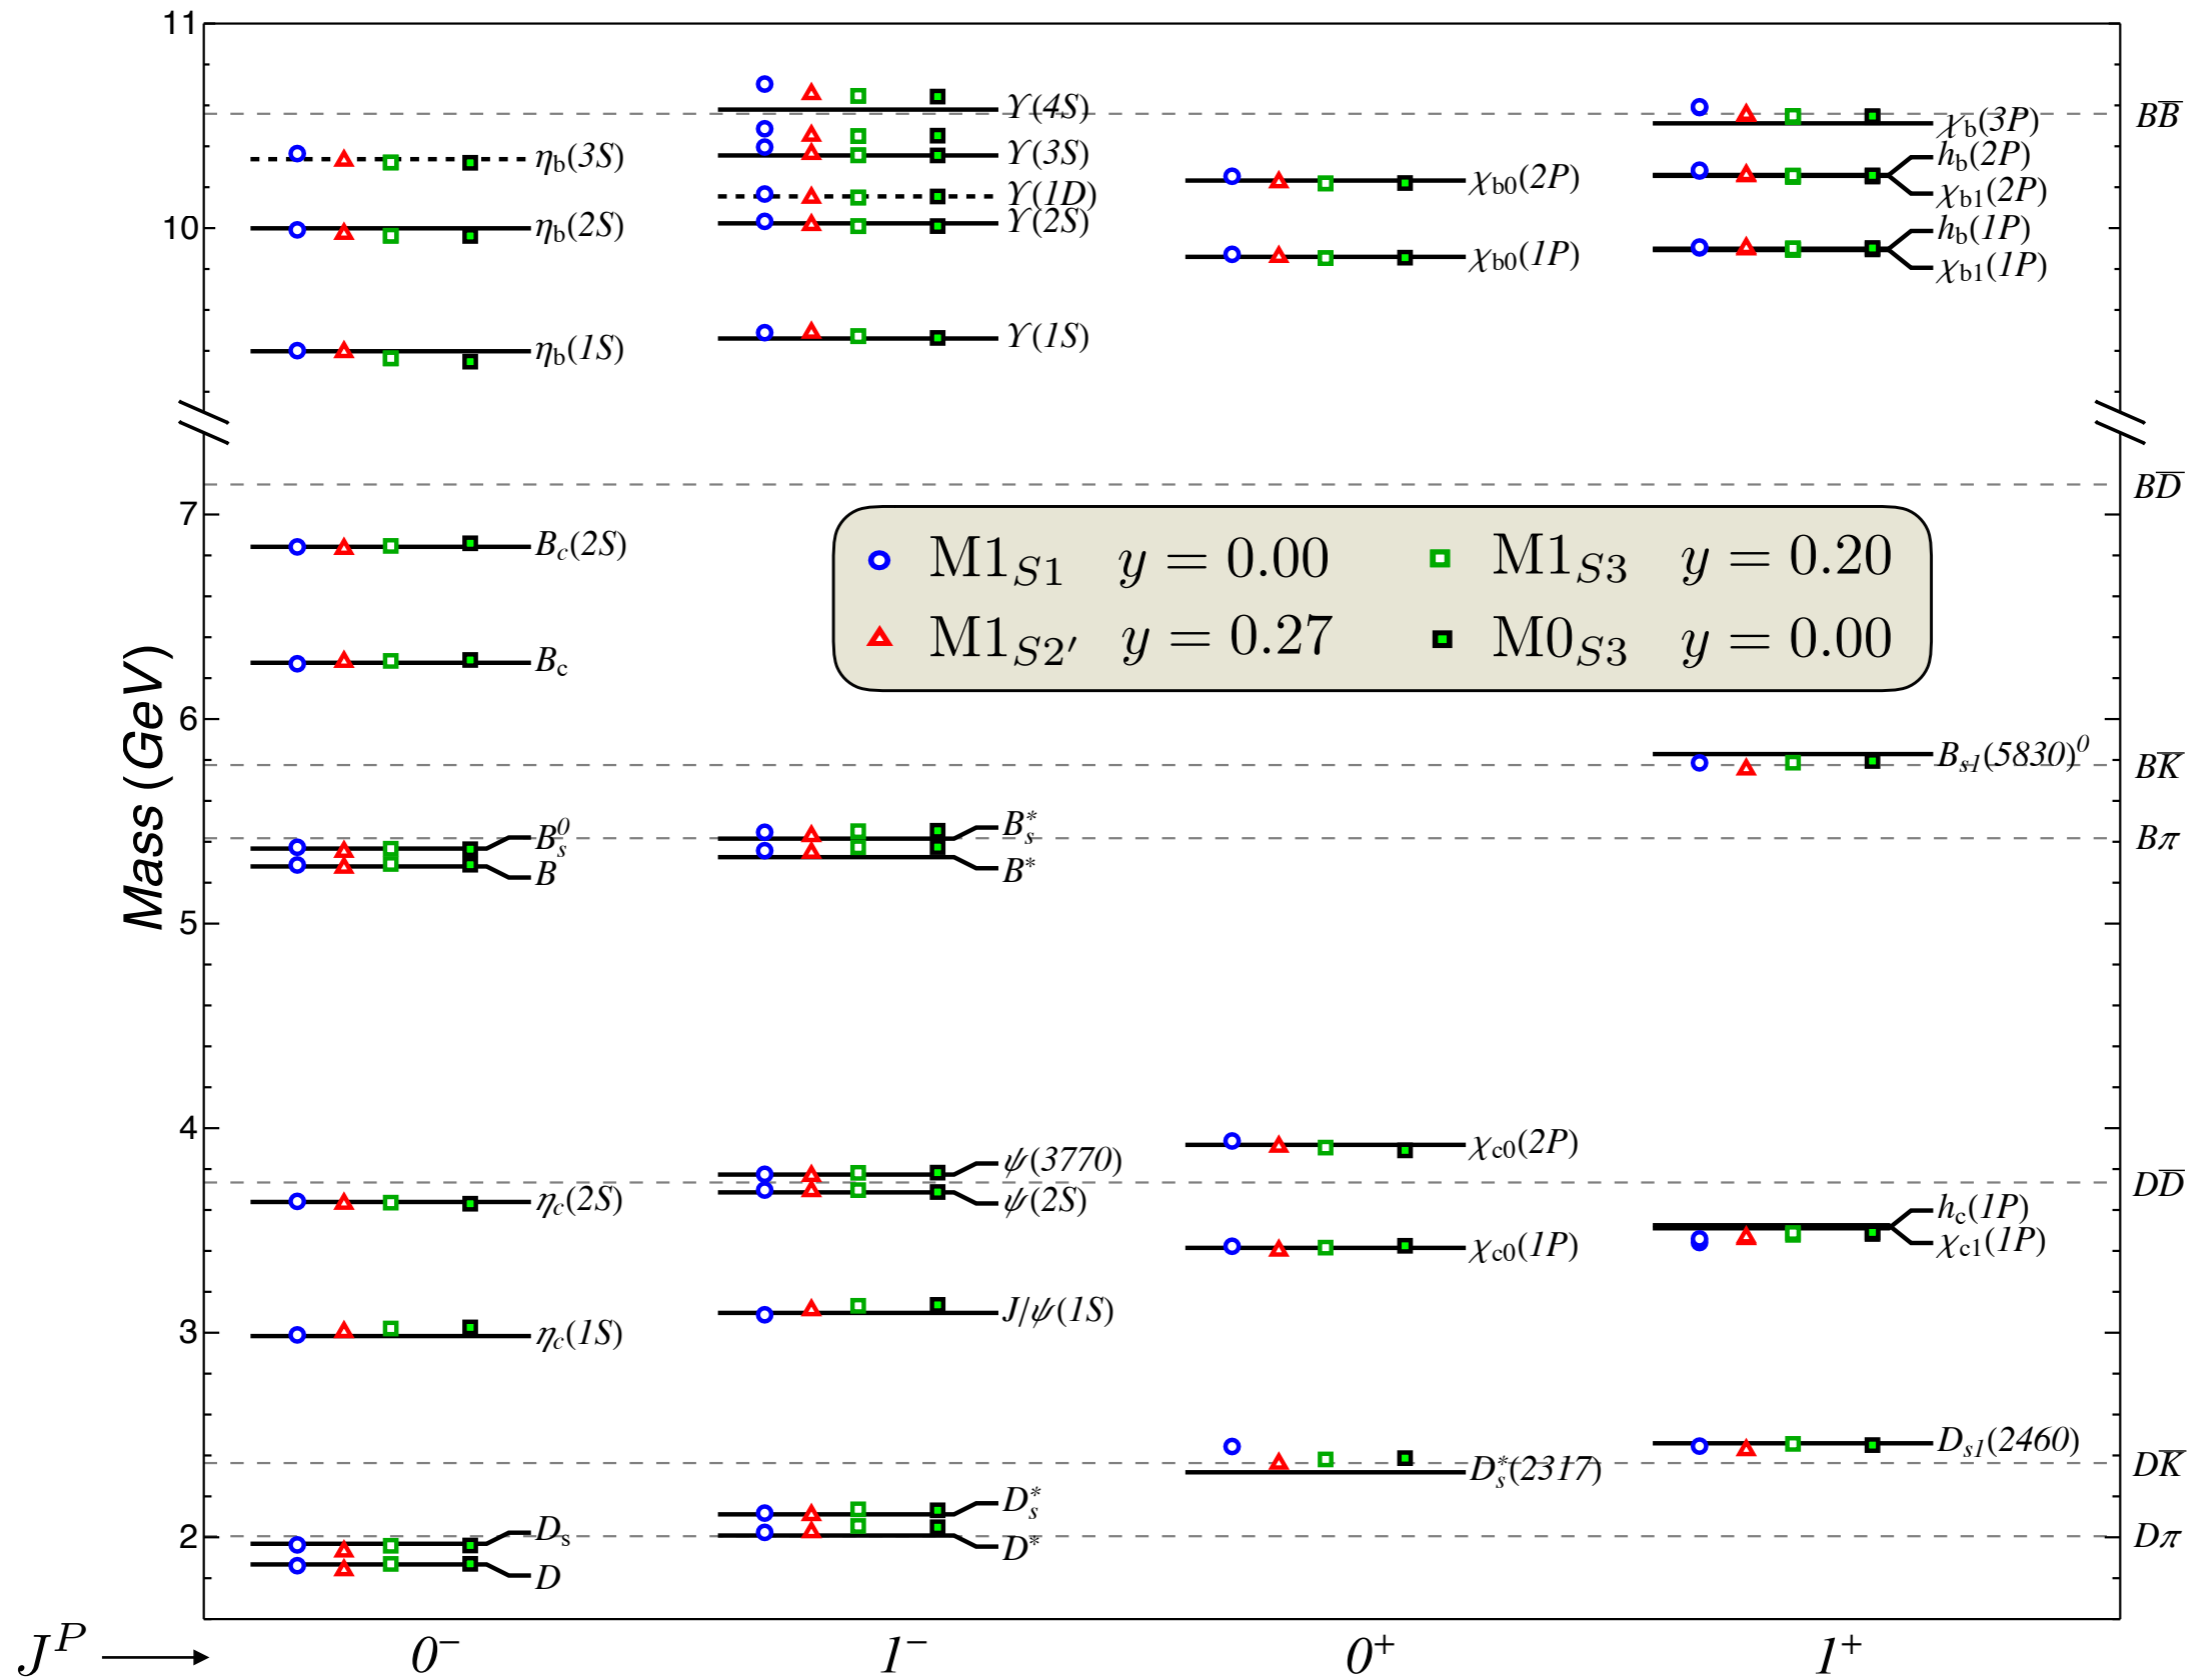 11
ϒ(4S)
BB̅
χb(3P)
ηb(3S)
ϒ(3S)
hb(2P)
χb0(2P)
ϒ(1D)
χb1(2P)
10
ηb(2S)
ϒ(2S)
hb(1P)
χb0(1P)
χb1(1P)
ηb(1S)
ϒ(1S)
BD̅
7
Bc(2S)
M1S1 y = 0.00
M1S3 y = 0.20
M1S2′ y = 0.27
M0S3 y = 0.00
Bc
Mass (GeV)
6
Bs1(5830)⁰
BK̅
Bs⁰
Bs*
Bπ
B
B*
5
4
χc0(2P)
ψ(3770)
DD̅
ηc(2S)
ψ(2S)
hc(1P)
χc0(1P)
χc1(1P)
J/ψ(1S)
3
ηc(1S)
Ds1(2460)
DK̅
Ds*(2317)
Ds
Ds*
2
Dπ
D*
D
Jᴾ
0⁻
1⁻
0⁺
1⁺